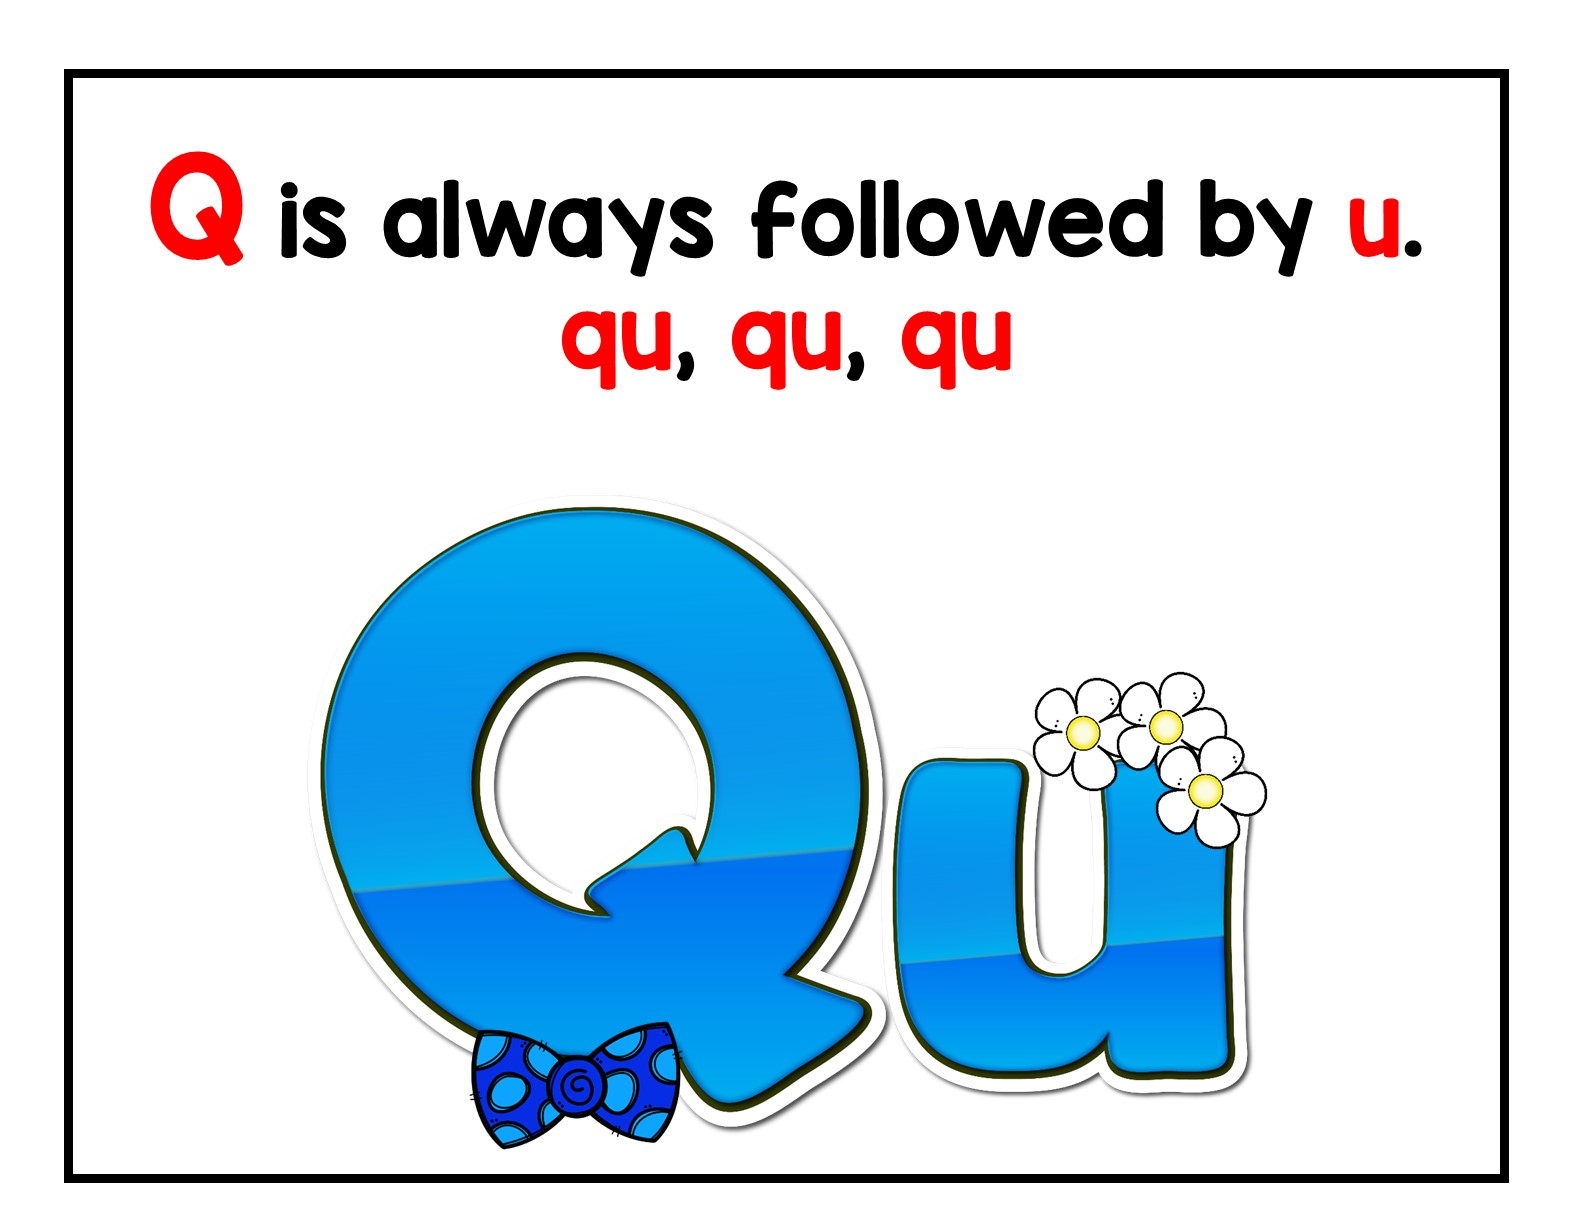 Q is always followed by u.
qu, qu, qu
Qu